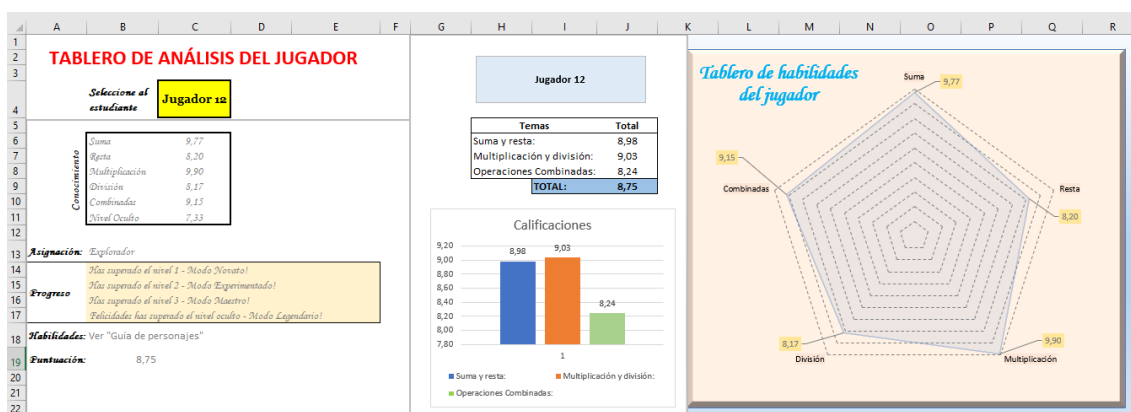 A B C D E F G H I J K L M N O P Q R
1
2
3
4
5
6
7
8
9
10
11
12
13
14
15
16
17
18
19
20
21
22
TABLERO DE ANÁLISIS DEL JUGADOR
Seleccione al
estudiante
Jugador 12
Conocimiento
Suma 9,77
Resta 8,20
Multiplicación 9,90
División 8,17
Combinadas 9,15
Nivel Oculto 7,33
Asignación: Explorador
Progreso
Has superado el nivel 1 - Modo Novato!
Has superado el nivel 2 - Modo Experimentado!
Has superado el nivel 3 - Modo Maestro!
Felicidades has superado el nivel oculto - Modo Legendario!
Habilidades: Ver "Guía de personajes"
Puntuación: 8,75
Jugador 12
Temas Total
Suma y resta: 8,98
Multiplicación y división: 9,03
Operaciones Combinadas: 8,24
TOTAL: 8,75
Calificaciones
9,20
9,00
8,80
8,60
8,40
8,20
8,00
7,80
8,98
9,03
8,24
1
Suma y resta: Multiplicación y división:
Operaciones Combinadas:
Tablero de habilidades
del jugador
Suma
9,77
Resta
8,20
Multiplicación
9,90
División
8,17
Combinadas
9,15